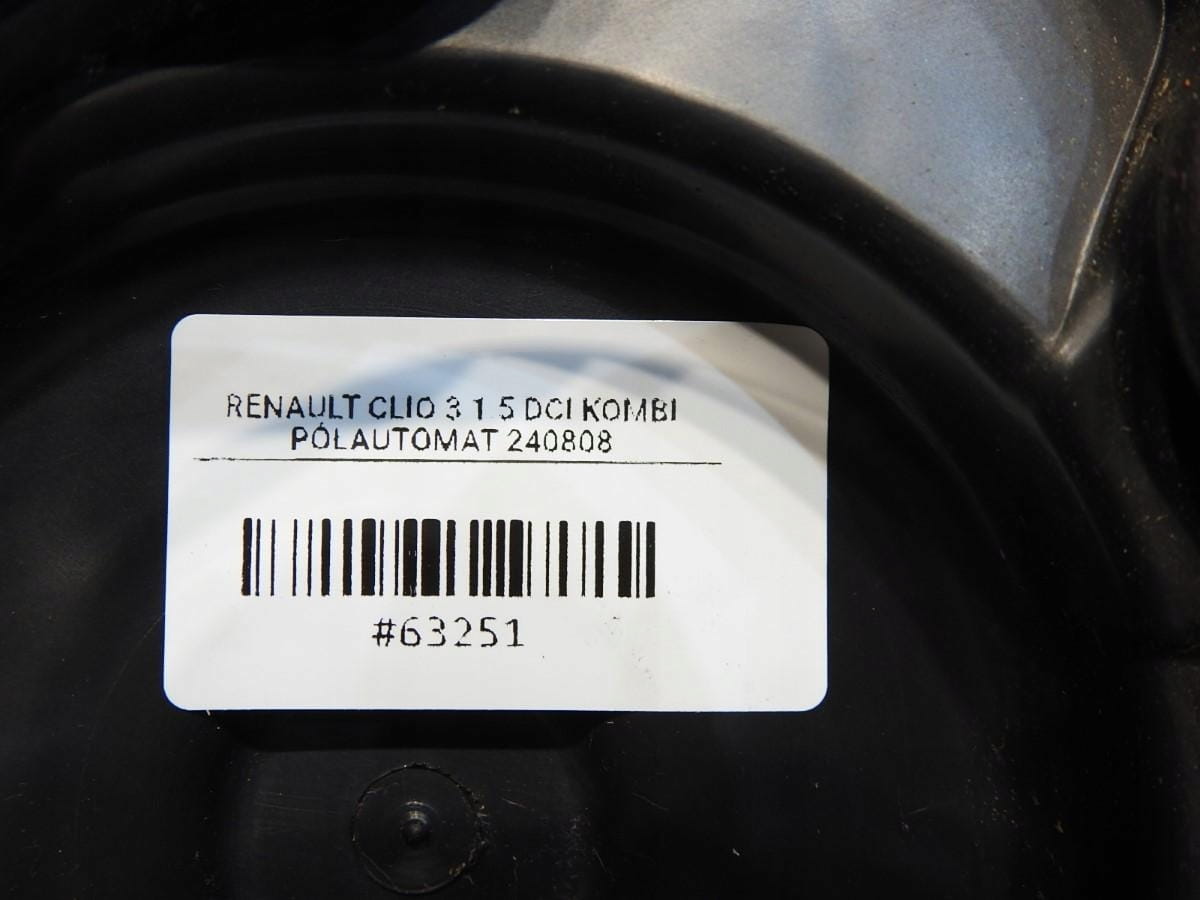 RENAULT CLIO 3 1.5 DCI KOMBI
PÓŁAUTOMAT 240808
#63251